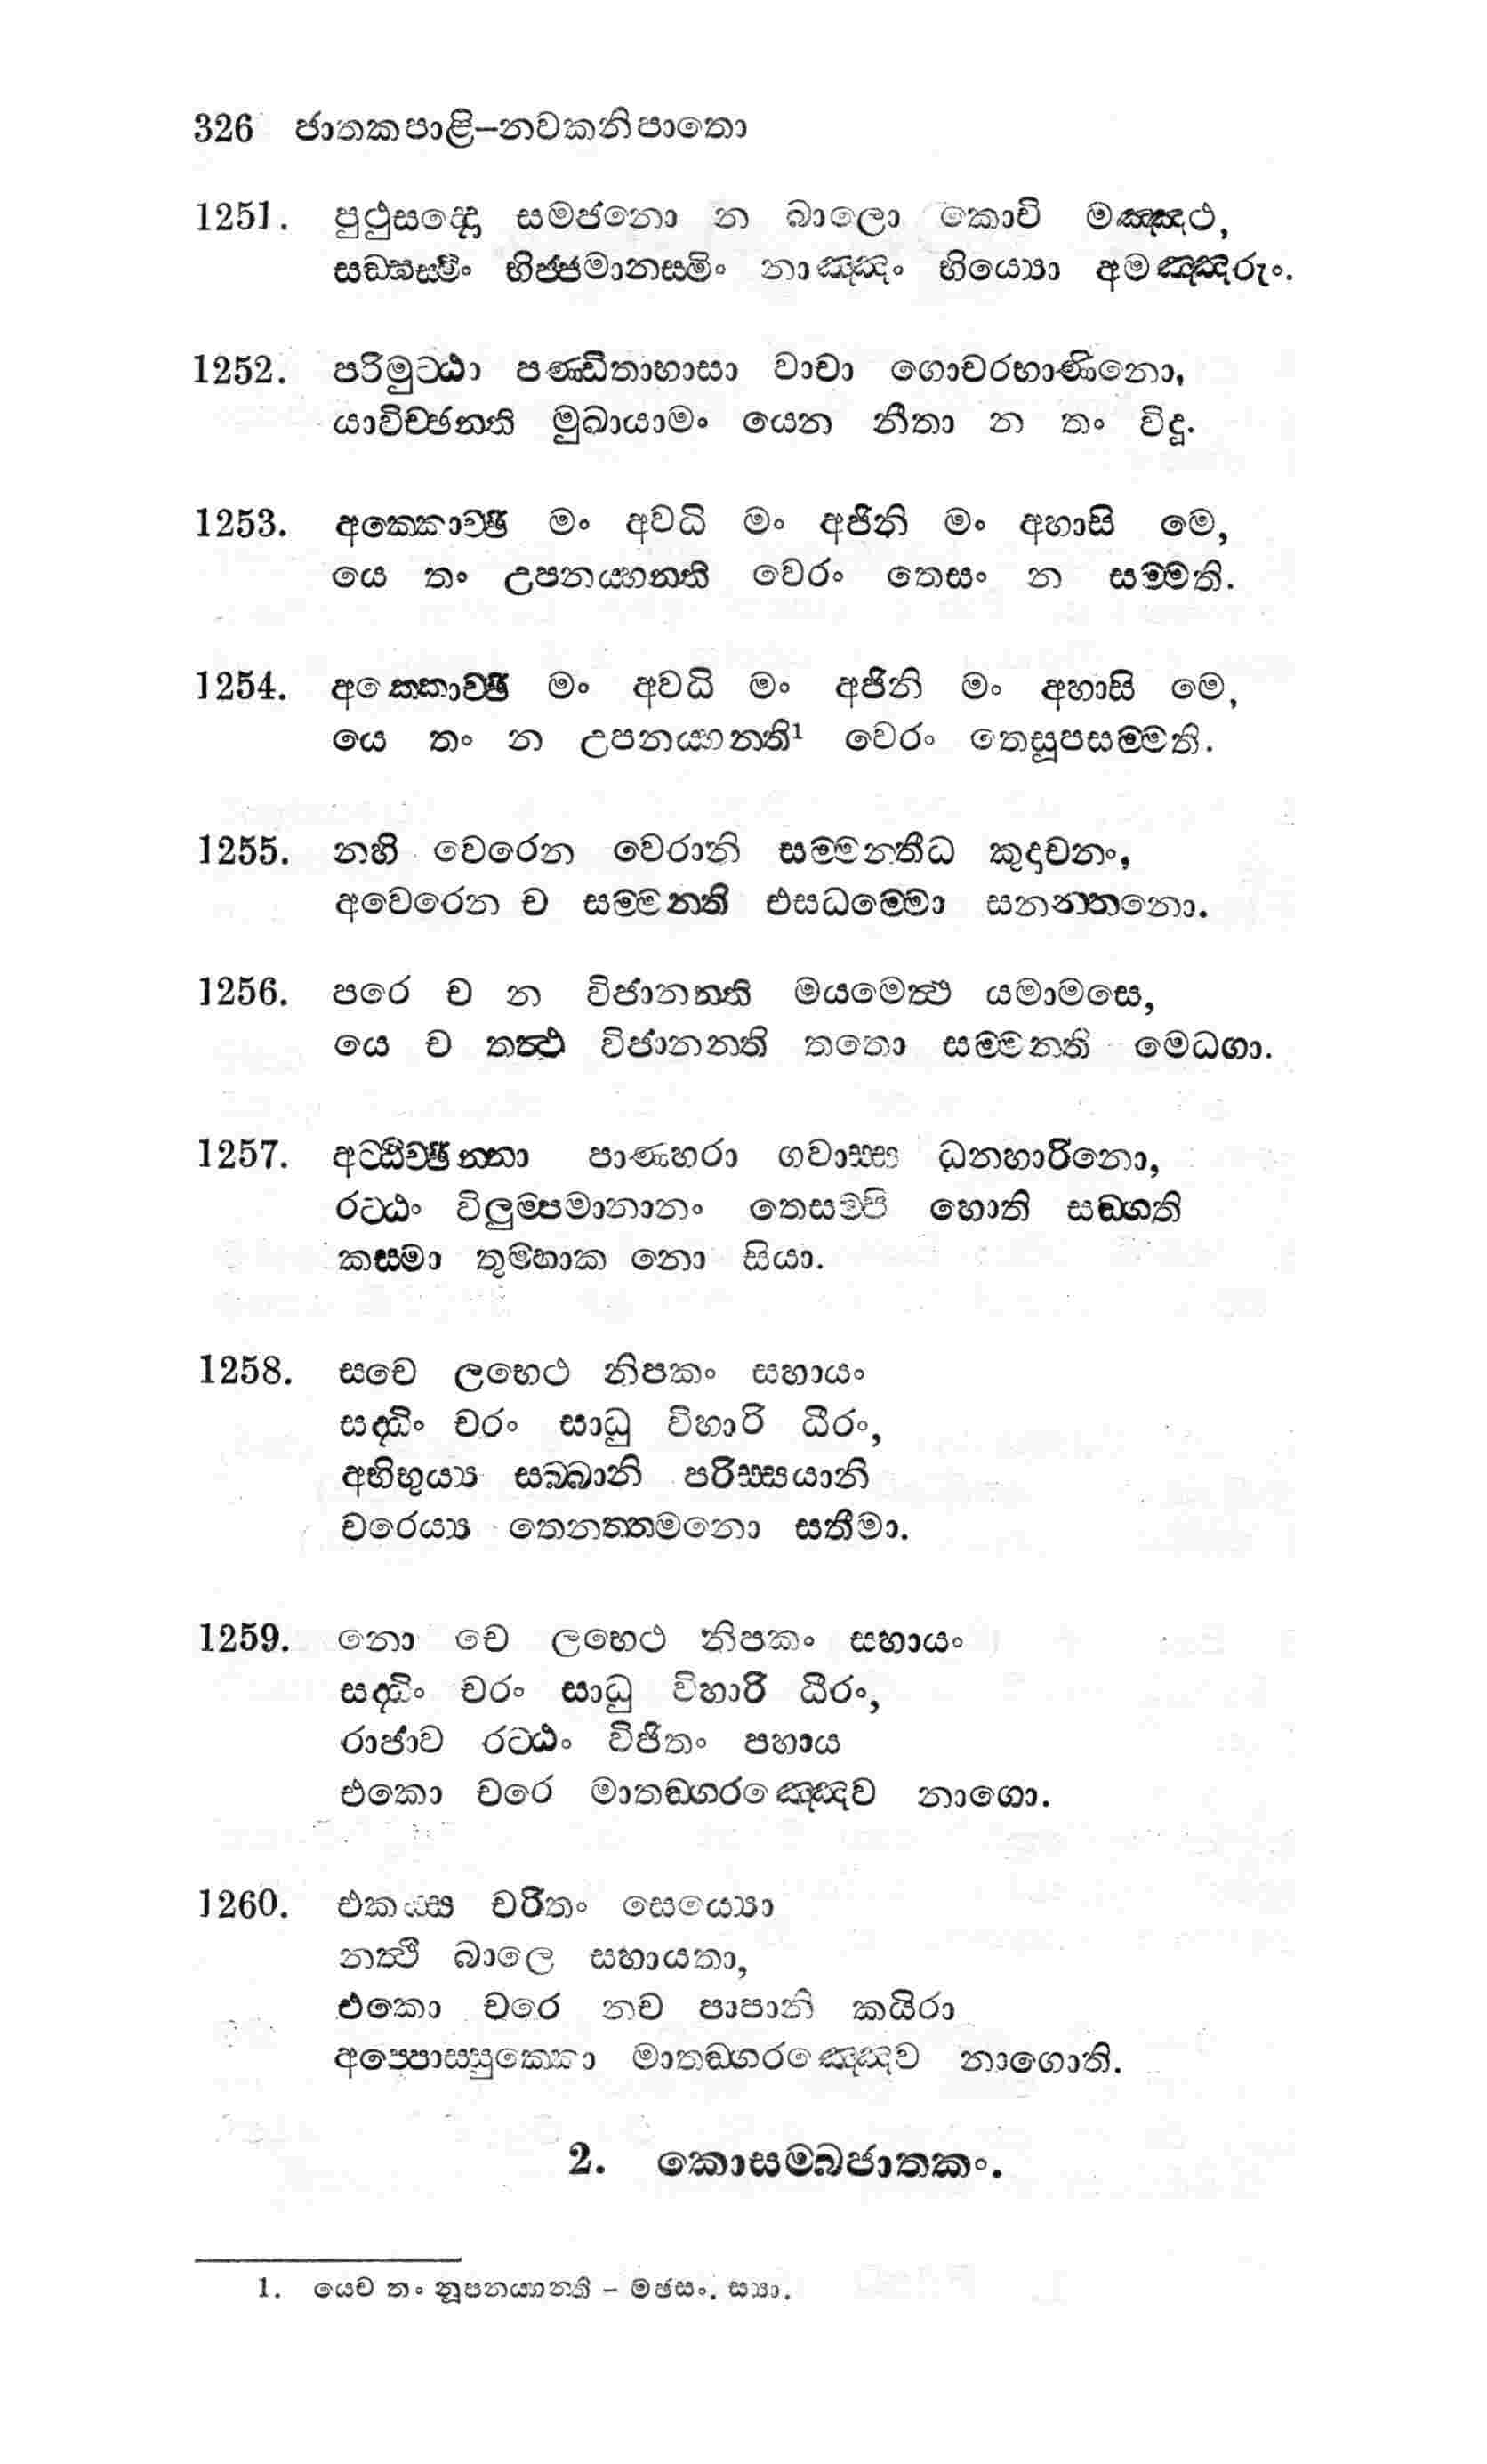 326 ජාතකපාළි–නවකනිපාතො
1251. පුථුසද්දො සමජනො න බාලො කොචි මඤ්ඤථ,
සඞ්ඝස්මිං භිජ්ජමානස්මිං නාඤ්ඤං භිය්‍යො අමඤ්ඤරුං.
1252. පරිමුට්ඨා පණ්ඩිතාභාසා වාචා ගොචරභාණිනො,
යාවිච්ඡන්ති මුඛායාමං යෙන නීතා න තං විදූ.
1253. අක්කොච්ඡි මං අවධි මං අජිනි මං අහාසි මෙ,
යෙ තං උපනය්හන්ති වෙරං තෙසං න සම්මති.
1254. අක්කොච්ඡි මං අවධි මං අජිනි මං අහාසි මෙ,
යෙ තං න උපනය්හන්ති¹ වෙරං තෙසූපසම්මති.
1255. නහි වෙරෙන වෙරානි සම්මන්තීධ කුදාචනං,
අවෙරෙන ච සම්මන්ති එසධම්මො සනන්තනො.
1256. පරෙ ච න විජානන්ති මයමෙත්ථ යමාමසෙ,
යෙ ච තත්ථ විජානන්ති තතො සම්මන්ති මෙධගා.
1257. අට්ඨිච්ඡින්නා පාණහරා ගවාස්ස ධනහාරිනො,
රට්ඨං විලුම්පමානානං තෙසම්පි හොති සඞ්ගති
කස්මා තුම්හාක නො සියා.
1258. සචෙ ලභෙථ නිපකං සහායං
සද්ධිං චරං සාධු විහාරි ධීරං,
අභිභුය්‍ය සබ්බානි පරිස්සයානි
චරෙය්‍ය තෙනත්තමනො සතීමා.
1259. නො චෙ ලභෙථ නිපකං සහායං
සද්ධිං චරං සාධු විහාරි ධීරං,
රාජාව රට්ඨං විජිතං පහාය
එකො චරෙ මාතඞ්ගරඤ්ඤෙව නාගො.
1260. එකස්ස චරිතං සෙය්‍යො
නත්ථි බාලෙ සහායතා,
එකො චරෙ නච පාපානි කයිරා
අප්පොස්සුක්කො මාතඞ්ගරඤ්ඤෙව නාගොති.
2. කොසම්බජාතකං.
1. යෙච තං නූපනය්හන්ති – මඡසං. ස්‍යා.